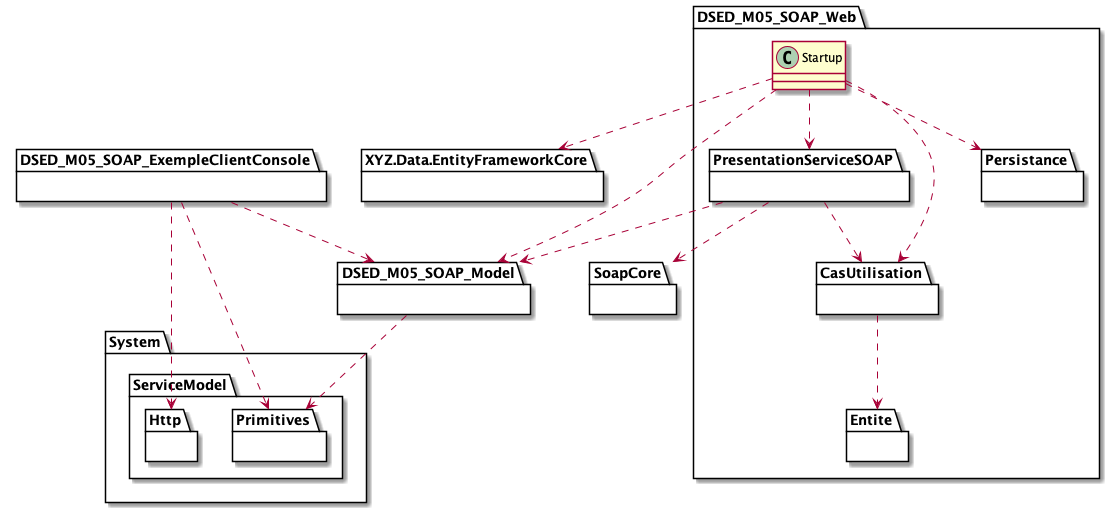 DSED_M05_SOAP_Web
C Startup
DSED_M05_SOAP_ExempleClientConsole
XYZ.Data.EntityFrameworkCore
PresentationServiceSOAP
Persistance
DSED_M05_SOAP_Model
SoapCore
CasUtilisation
System
ServiceModel
Http
Primitives
Entite